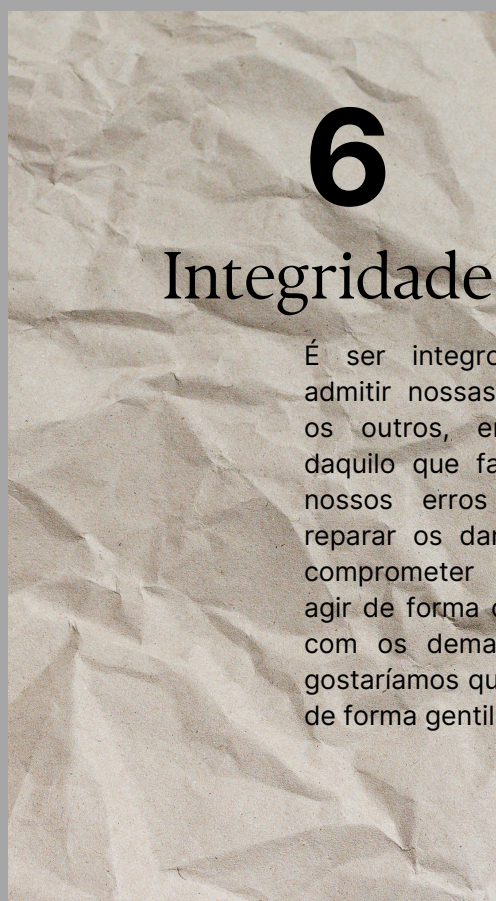 6
Integridade
É ser integro
admitir nossas
os outros, e
daquilo que fa
nossos erros
reparar os da
comprometer
agir de forma
com os dema
gostaríamos qu
de forma gentil